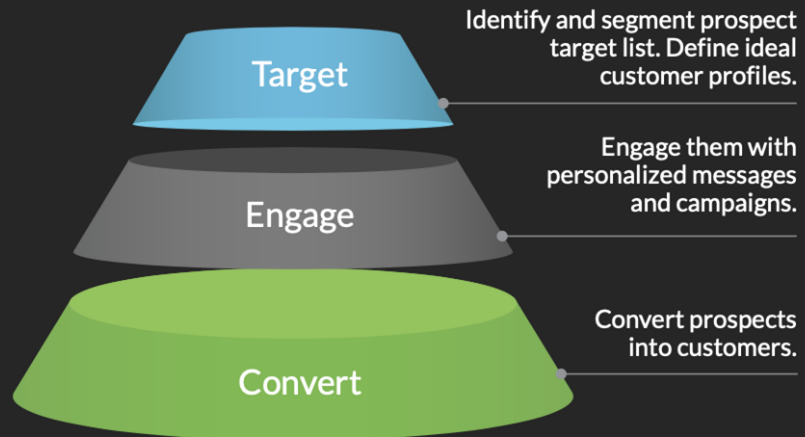 Target
Identify and segment prospect
target list. Define ideal
customer profiles.
Engage
Engage them with
personalized messages
and campaigns.
Convert
Convert prospects
into customers.